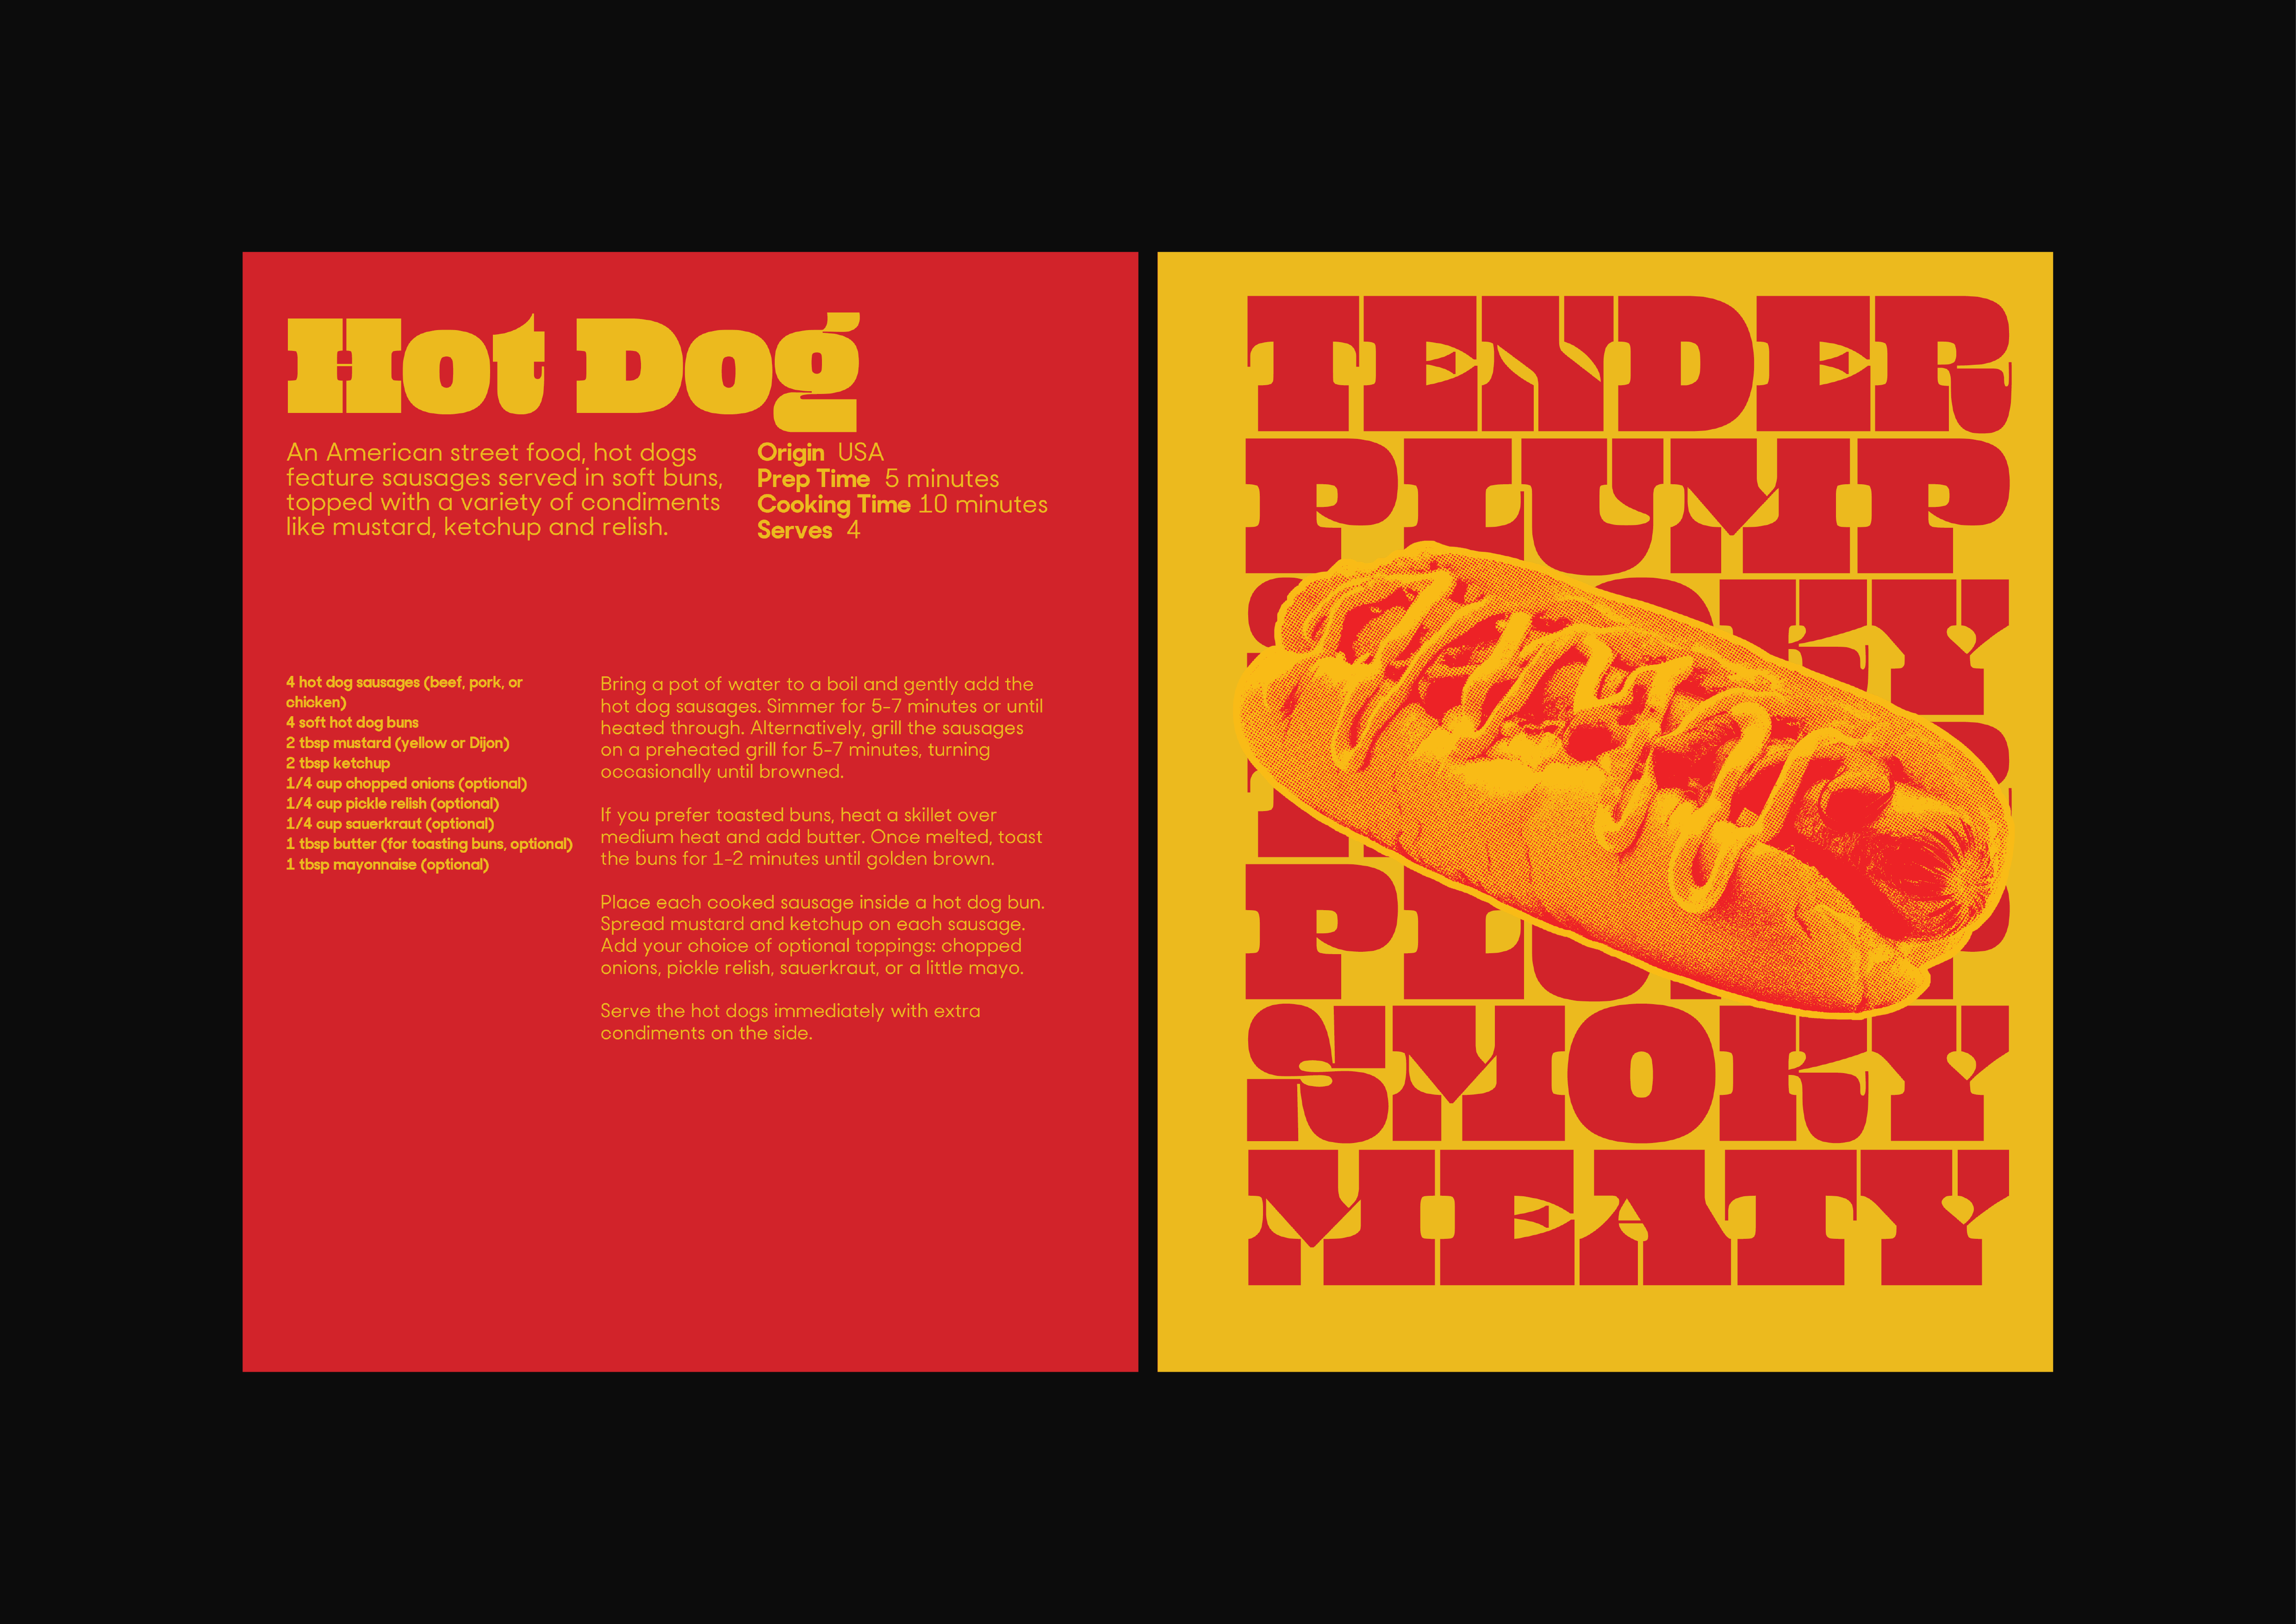 Hot Dog
An American street food, hot dogs
feature sausages served in soft buns,
topped with a variety of condiments
like mustard, ketchup and relish.
Origin USA
Prep Time 5 minutes
Cooking Time 10 minutes
Serves 4
4 hot dog sausages (beef, pork, or
chicken)
4 soft hot dog buns
2 tbsp mustard (yellow or Dijon)
2 tbsp ketchup
1/4 cup chopped onions (optional)
1/4 cup pickle relish (optional)
1/4 cup sauerkraut (optional)
1 tbsp butter (for toasting buns, optional)
1 tbsp mayonnaise (optional)
Bring a pot of water to a boil and gently add the
hot dog sausages. Simmer for 5-7 minutes or until
heated through. Alternatively, grill the sausages
on a preheated grill for 5-7 minutes, turning
occasionally until browned.
If you prefer toasted buns, heat a skillet over
medium heat and add butter. Once melted, toast
the buns for 1-2 minutes until golden brown.
Place each cooked sausage inside a hot dog bun.
Spread mustard and ketchup on each sausage.
Add your choice of optional toppings: chopped
onions, pickle relish, sauerkraut, or a little mayo.
Serve the hot dogs immediately with extra
condiments on the side.
TENDER
PLUMP
SMOKY
MEATY